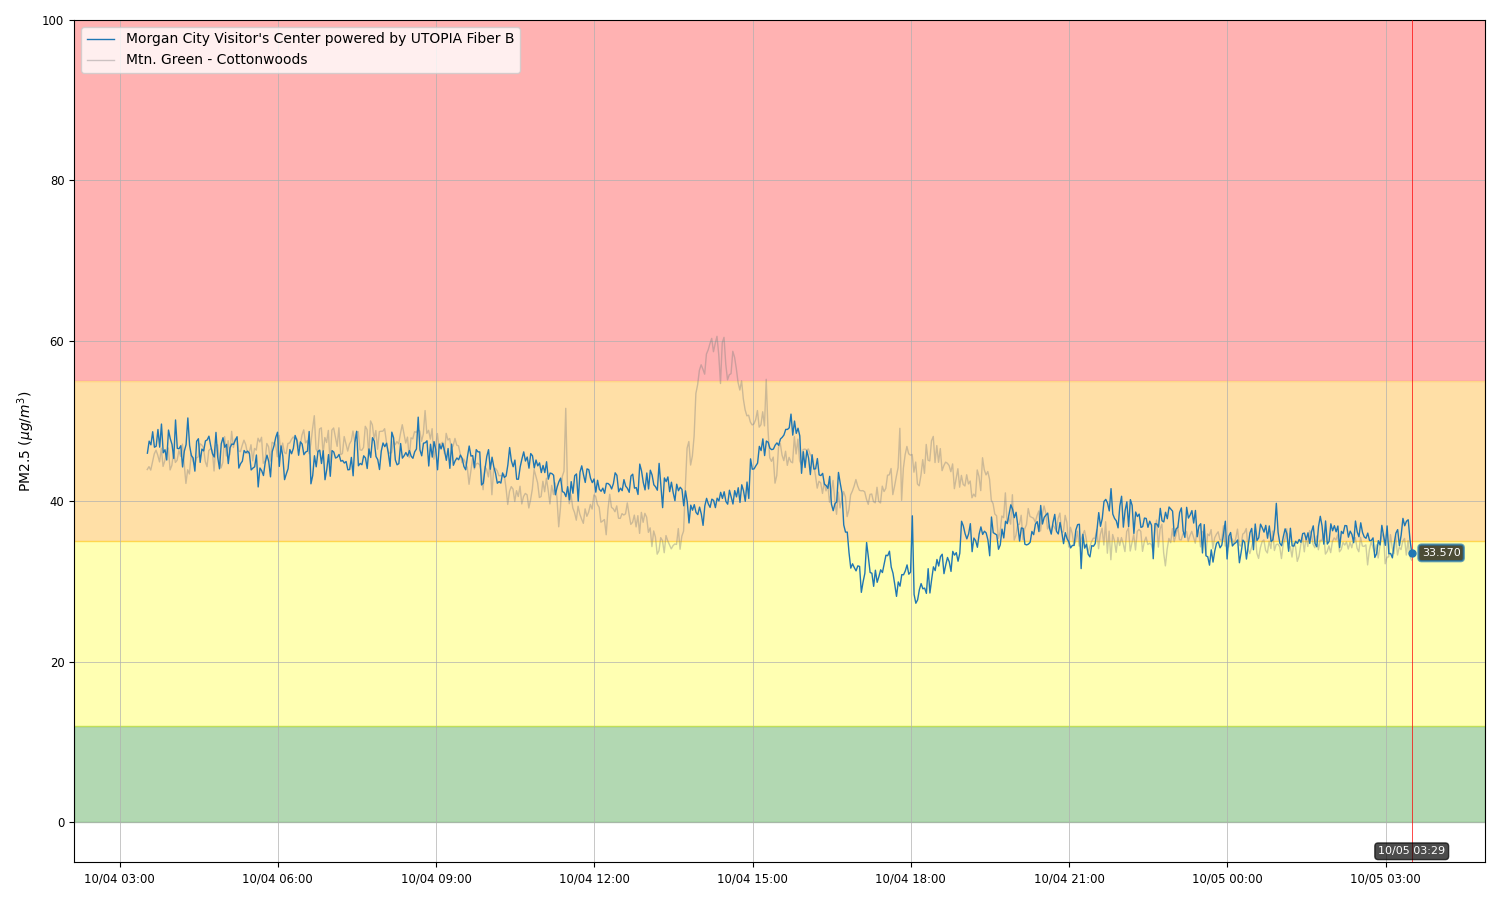 100
Morgan City Visitor's Center powered by UTOPIA Fiber B
Mtn. Green - Cottonwoods
80
60
PM2.5 (μg/m³)
40
33.570
20
0
10/05 03:29
10/04 03:00 10/04 06:00 10/04 09:00 10/04 12:00 10/04 15:00 10/04 18:00 10/04 21:00 10/05 00:00 10/05 03:00